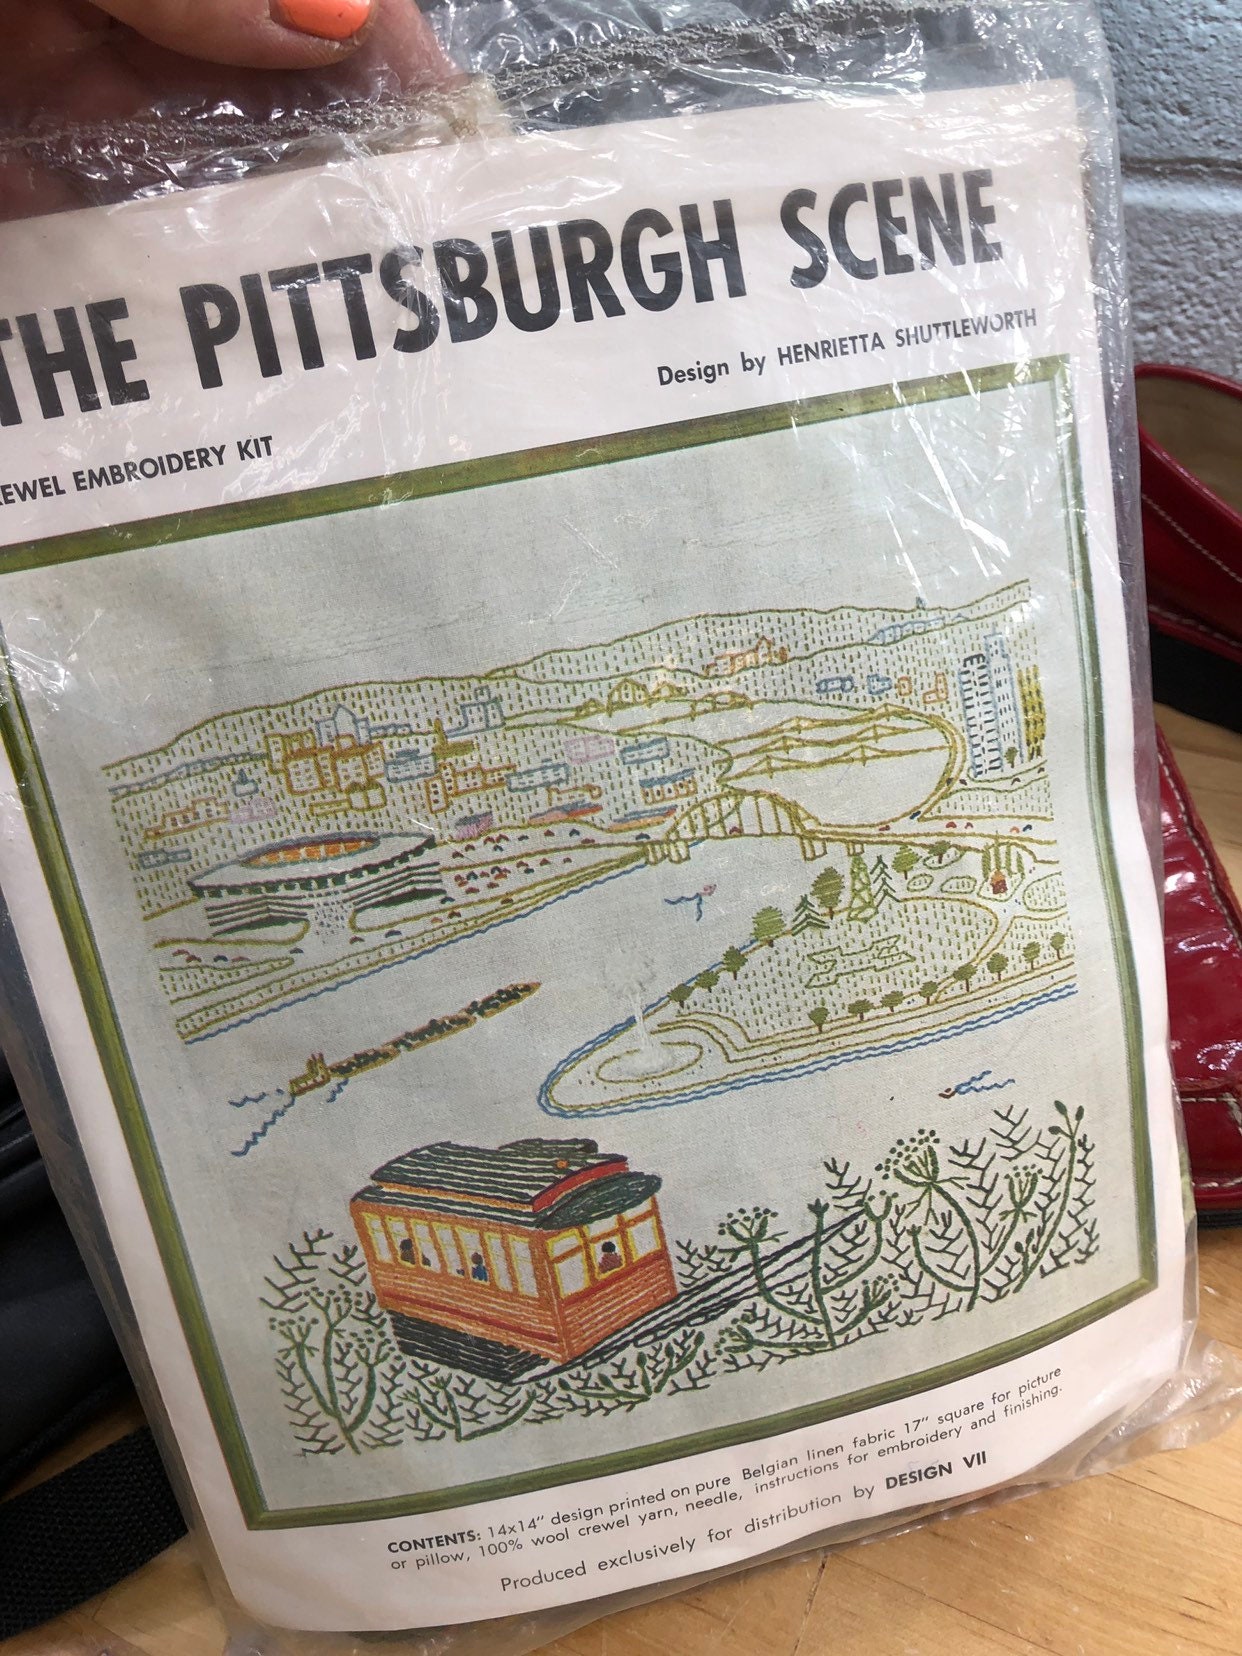 THE PITTSBURGH SCENE
Design by HENRIETTA SHUTTLEWORTH
REWEL EMBROIDERY KIT
CONTENTS: 14x14" design printed on pure Belgian linen fabric 17" square for picture
or pillow, 100% wool crewel yarn, needle, instructions for embroidery and finishing.
Produced exclusively for distribution by DESIGN VII